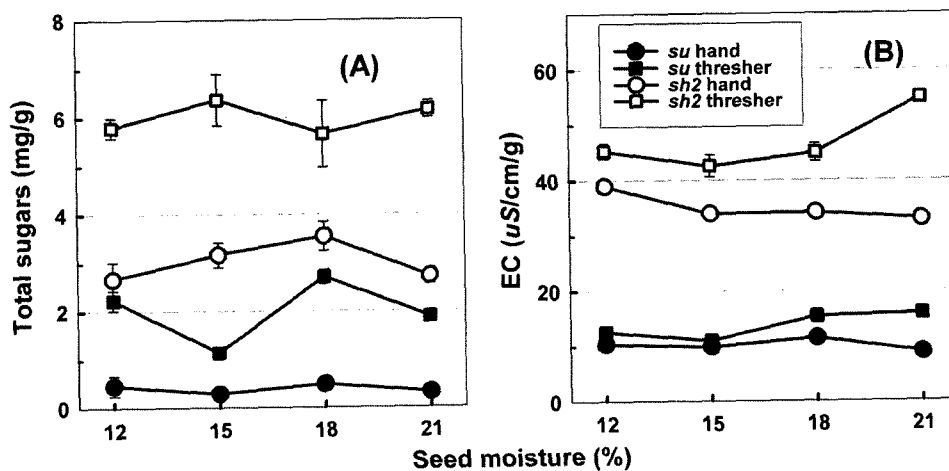 8
6
4
2
0
Total sugars (mg/g)
(A)
12
15
18
21
60
40
20
0
EC (uS/cm/g)
(B)
su hand
su thresher
sh2 hand
sh2 thresher
12
15
18
21
Seed moisture (%)